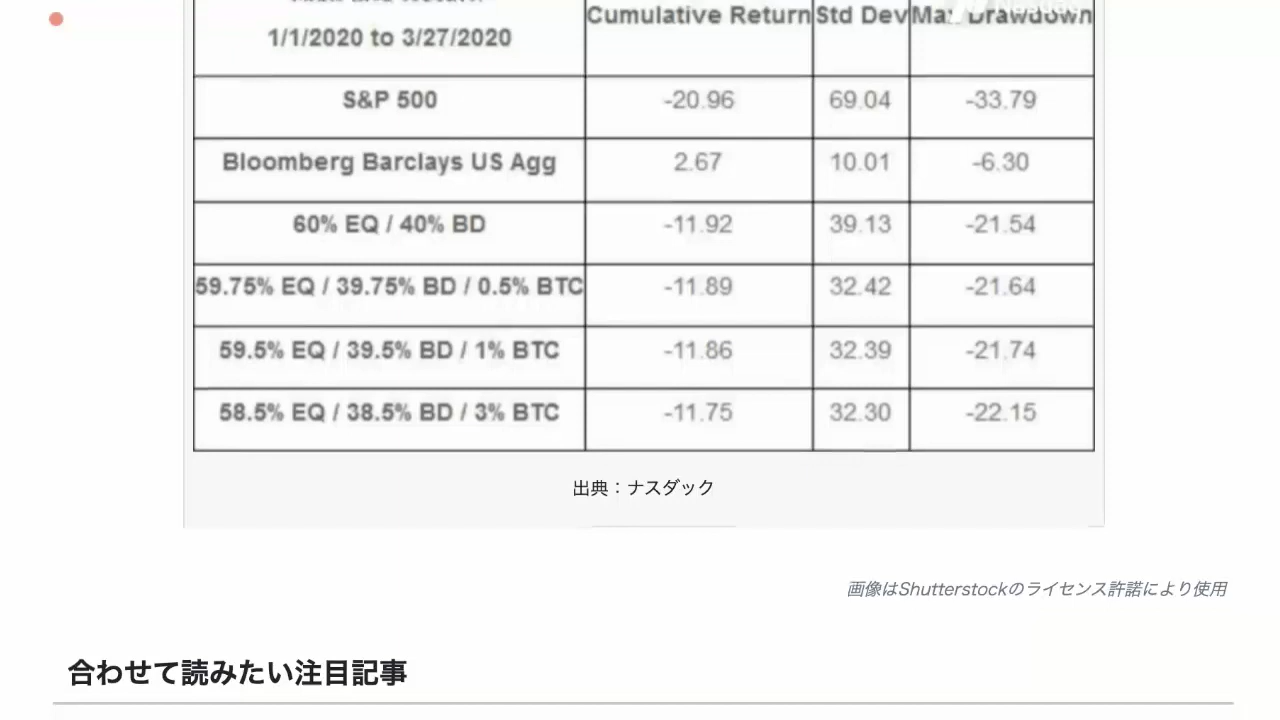 Cumulative Return Std Dev Max Drawdown
1/1/2020 to 3/27/2020
S&P 500 -20.96 69.04 -33.79
Bloomberg Barclays US Agg 2.67 10.01 -6.30
60% EQ / 40% BD -11.92 39.13 -21.54
59.75% EQ / 39.75% BD / 0.5% BTC -11.89 32.42 -21.64
59.5% EQ / 39.5% BD / 1% BTC -11.86 32.39 -21.74
58.5% EQ / 38.5% BD / 3% BTC -11.75 32.30 -22.15
出典：ナスダック
画像はShutterstockのライセンス許諾により使用
合わせて読みたい注目記事